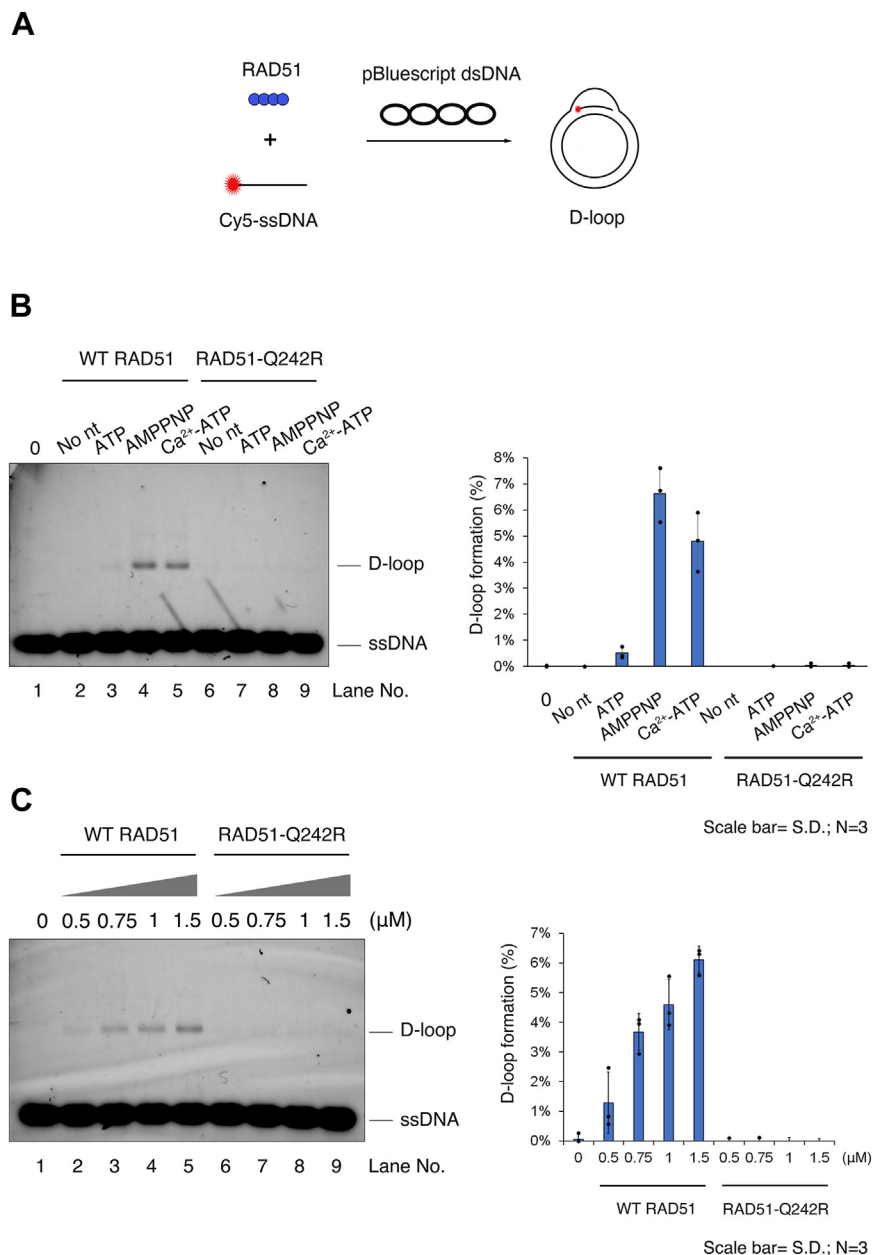 A
RAD51
pBluescript dsDNA
+
Cy5-ssDNA
D-loop
B
WT RAD51 RAD51-Q242R
0 No nt ATP AMPPNP Ca²⁺-ATP No nt ATP AMPPNP Ca²⁺-ATP
D-loop
ssDNA
1 2 3 4 5 6 7 8 9 Lane No.
D-loop formation (%)
8%
7%
6%
5%
4%
3%
2%
1%
0%
0 No nt ATP AMPPNP Ca²⁺-ATP No nt ATP AMPPNP Ca²⁺-ATP
WT RAD51 RAD51-Q242R
Scale bar= S.D.; N=3
C
WT RAD51 RAD51-Q242R
0 0.5 0.75 1 1.5 0.5 0.75 1 1.5 (μM)
D-loop
ssDNA
1 2 3 4 5 6 7 8 9 Lane No.
D-loop formation (%)
7%
6%
5%
4%
3%
2%
1%
0%
0 0.5 0.75 1 1.5 0.5 0.75 1 1.5 (μM)
WT RAD51 RAD51-Q242R
Scale bar= S.D.; N=3